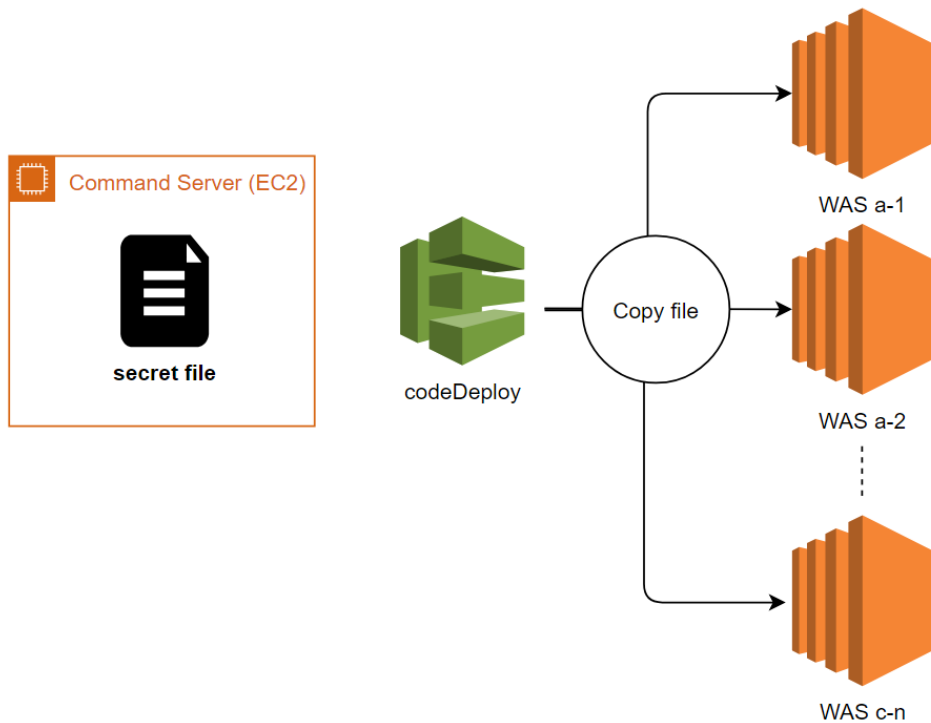 Command Server (EC2)
secret file
codeDeploy
Copy file
WAS a-1
WAS a-2
WAS c-n